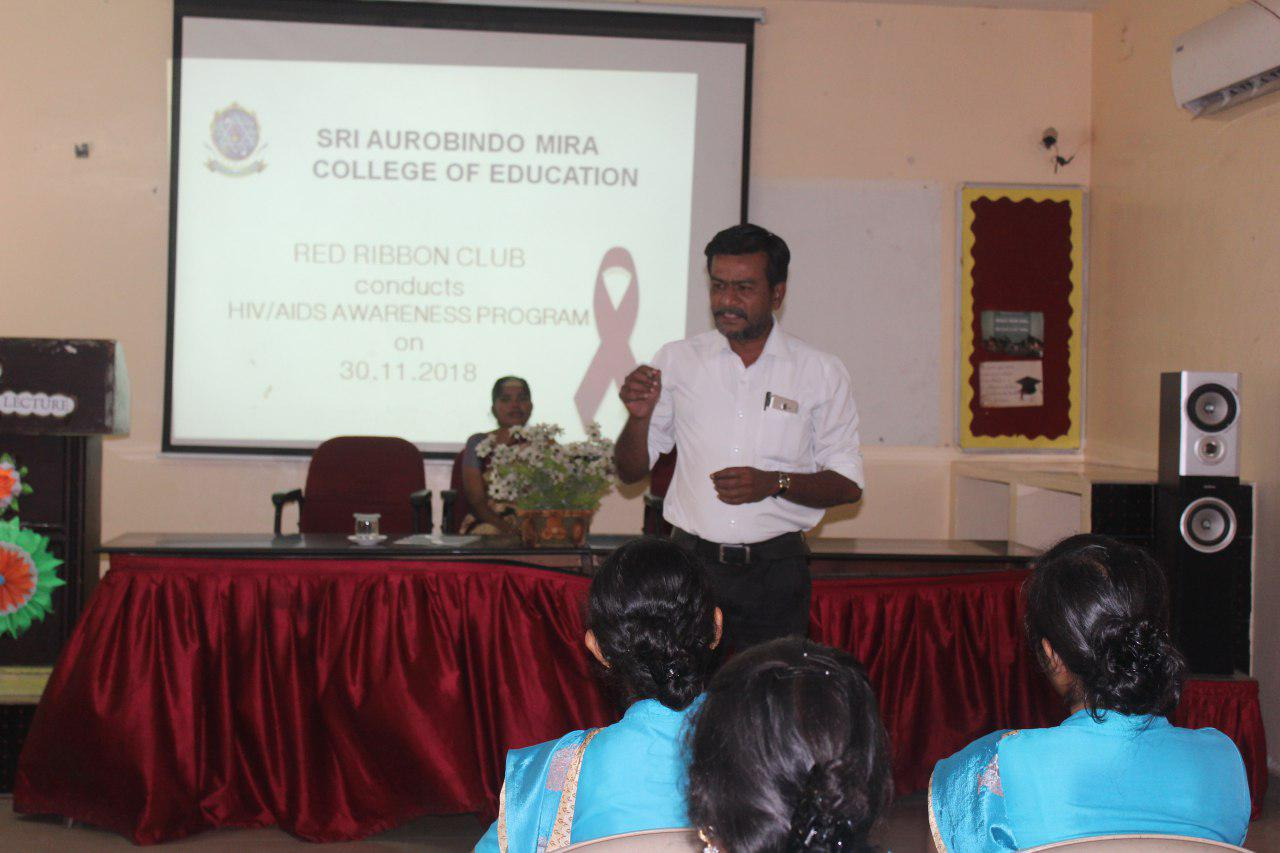 SRI AUROBINDO MIRA
COLLEGE OF EDUCATION
RED RIBBON CLUB
conducts
HIV/AIDS AWARENESS PROGRAM
on
30.11.2018
LECTURE